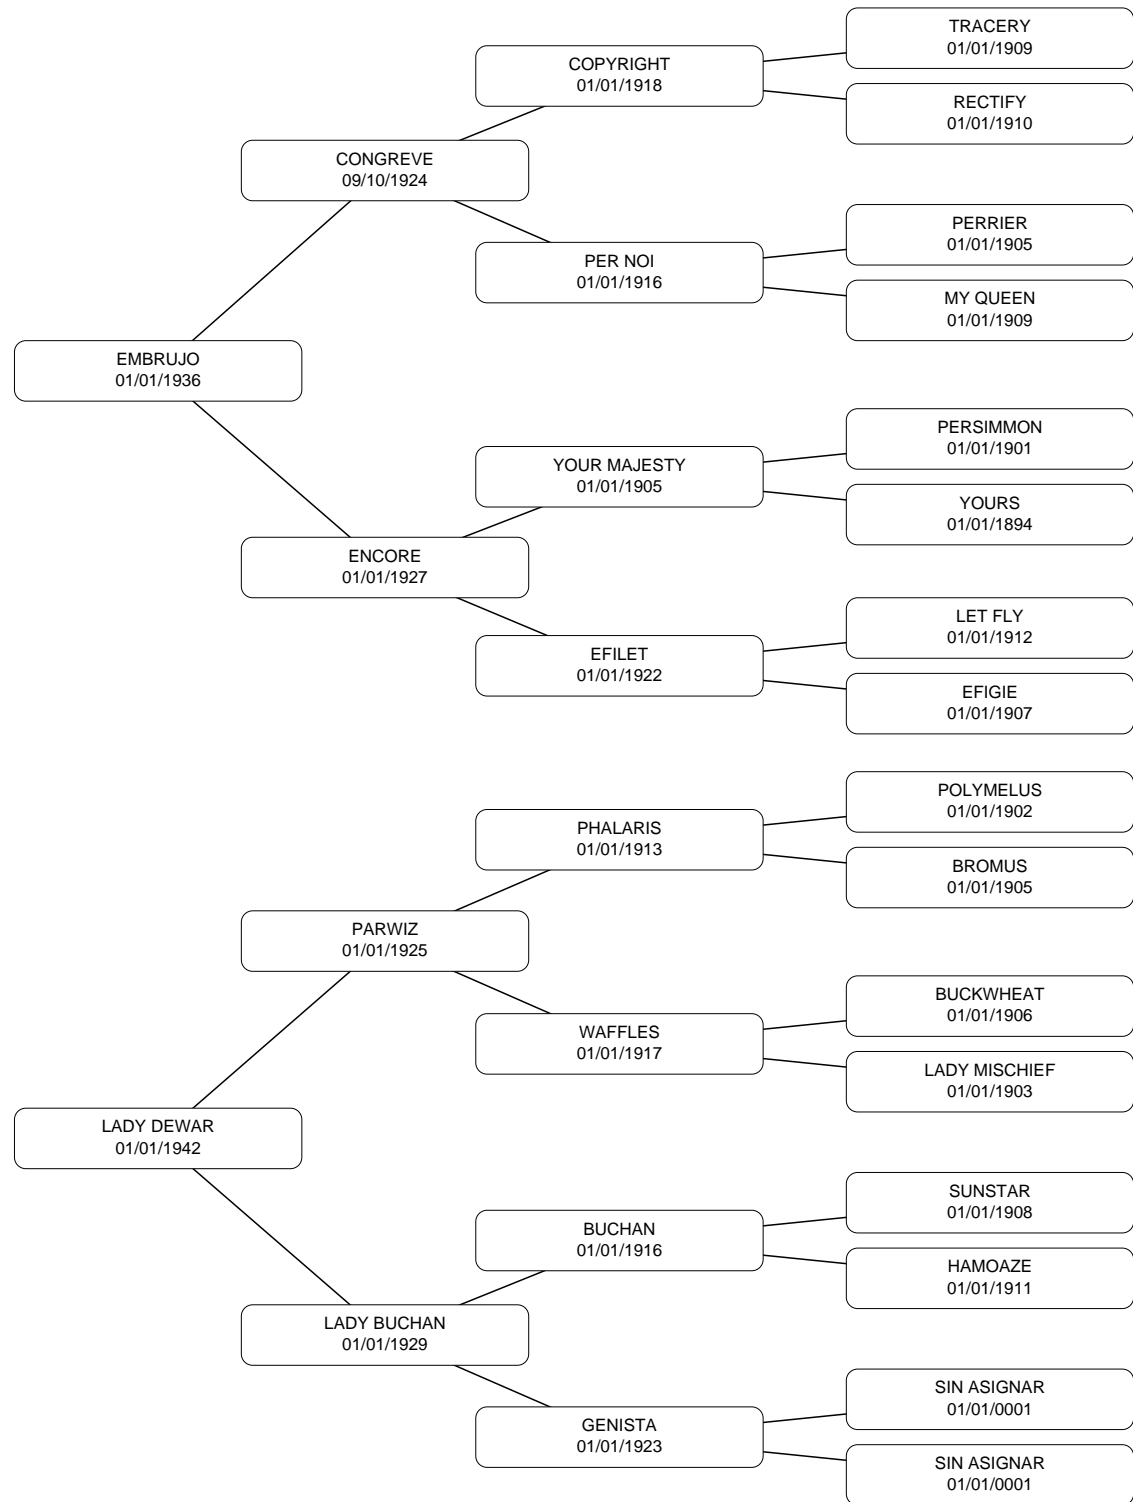 TRACERY
01/01/1909
COPYRIGHT
01/01/1918
RECTIFY
01/01/1910
CONGREVE
09/10/1924
PERRIER
01/01/1905
PER NOI
01/01/1916
MY QUEEN
01/01/1909
EMBRUJO
01/01/1936
PERSIMMON
01/01/1901
YOUR MAJESTY
01/01/1905
YOURS
01/01/1894
ENCORE
01/01/1927
LET FLY
01/01/1912
EFILET
01/01/1922
EFIGIE
01/01/1907
POLYMELUS
01/01/1902
PHALARIS
01/01/1913
BROMUS
01/01/1905
PARWIZ
01/01/1925
BUCKWHEAT
01/01/1906
WAFFLES
01/01/1917
LADY MISCHIEF
01/01/1903
LADY DEWAR
01/01/1942
SUNSTAR
01/01/1908
BUCHAN
01/01/1916
HAMOAZE
01/01/1911
LADY BUCHAN
01/01/1929
SIN ASIGNAR
01/01/0001
GENISTA
01/01/1923
SIN ASIGNAR
01/01/0001